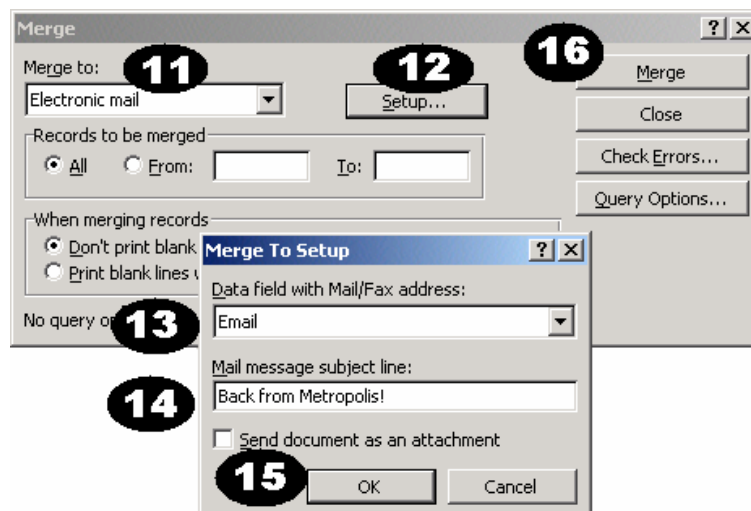 Merge
Merge to: 11 12 16 Merge
Electronic mail Setup...
Close
Records to be merged
All From: To: Check Errors...
Query Options...
When merging records
Don't print blank
Print blank lines
Merge To Setup
Data field with Mail/Fax address:
No query 13 Email
Mail message subject line:
14 Back from Metropolis!
Send document as an attachment
15 OK Cancel